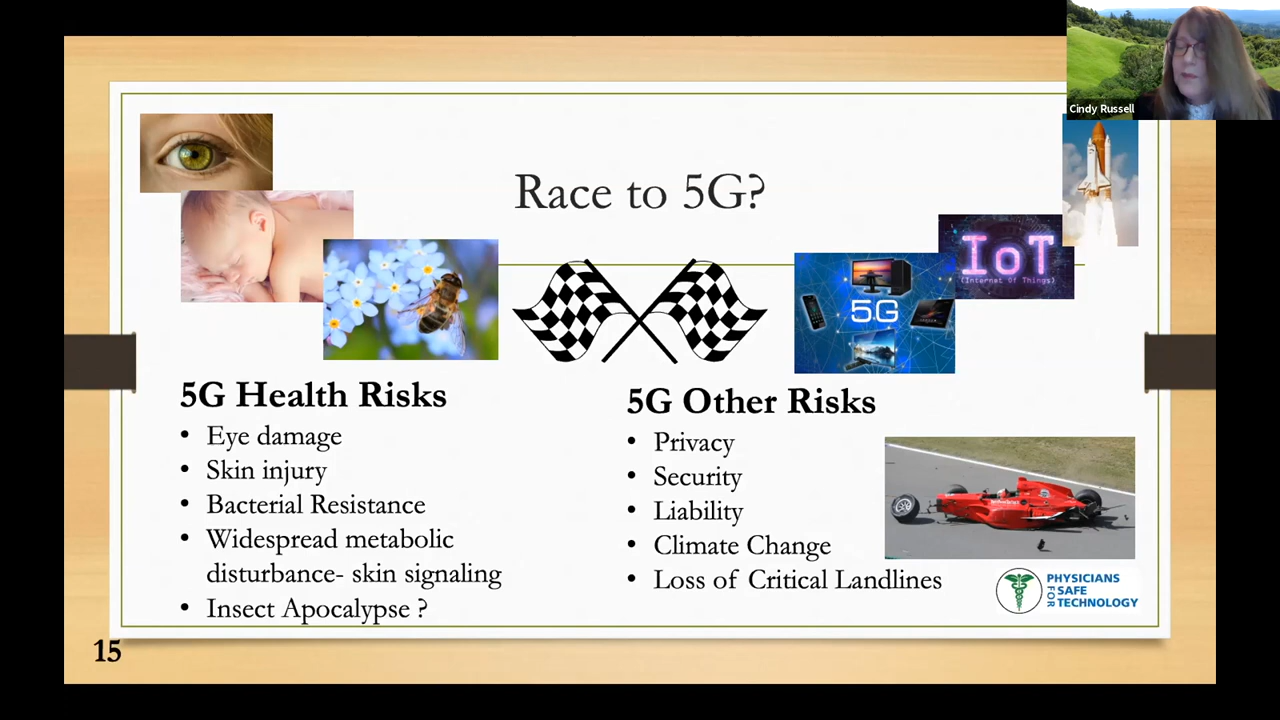 Cindy Russell
Race to 5G?
IoT
(Internet Of Things)
5G
5G Health Risks
• Eye damage
• Skin injury
• Bacterial Resistance
• Widespread metabolic
disturbance- skin signaling
• Insect Apocalypse ?
5G Other Risks
• Privacy
• Security
• Liability
• Climate Change
• Loss of Critical Landlines
PHYSICIANS
FOR SAFE
TECHNOLOGY
15